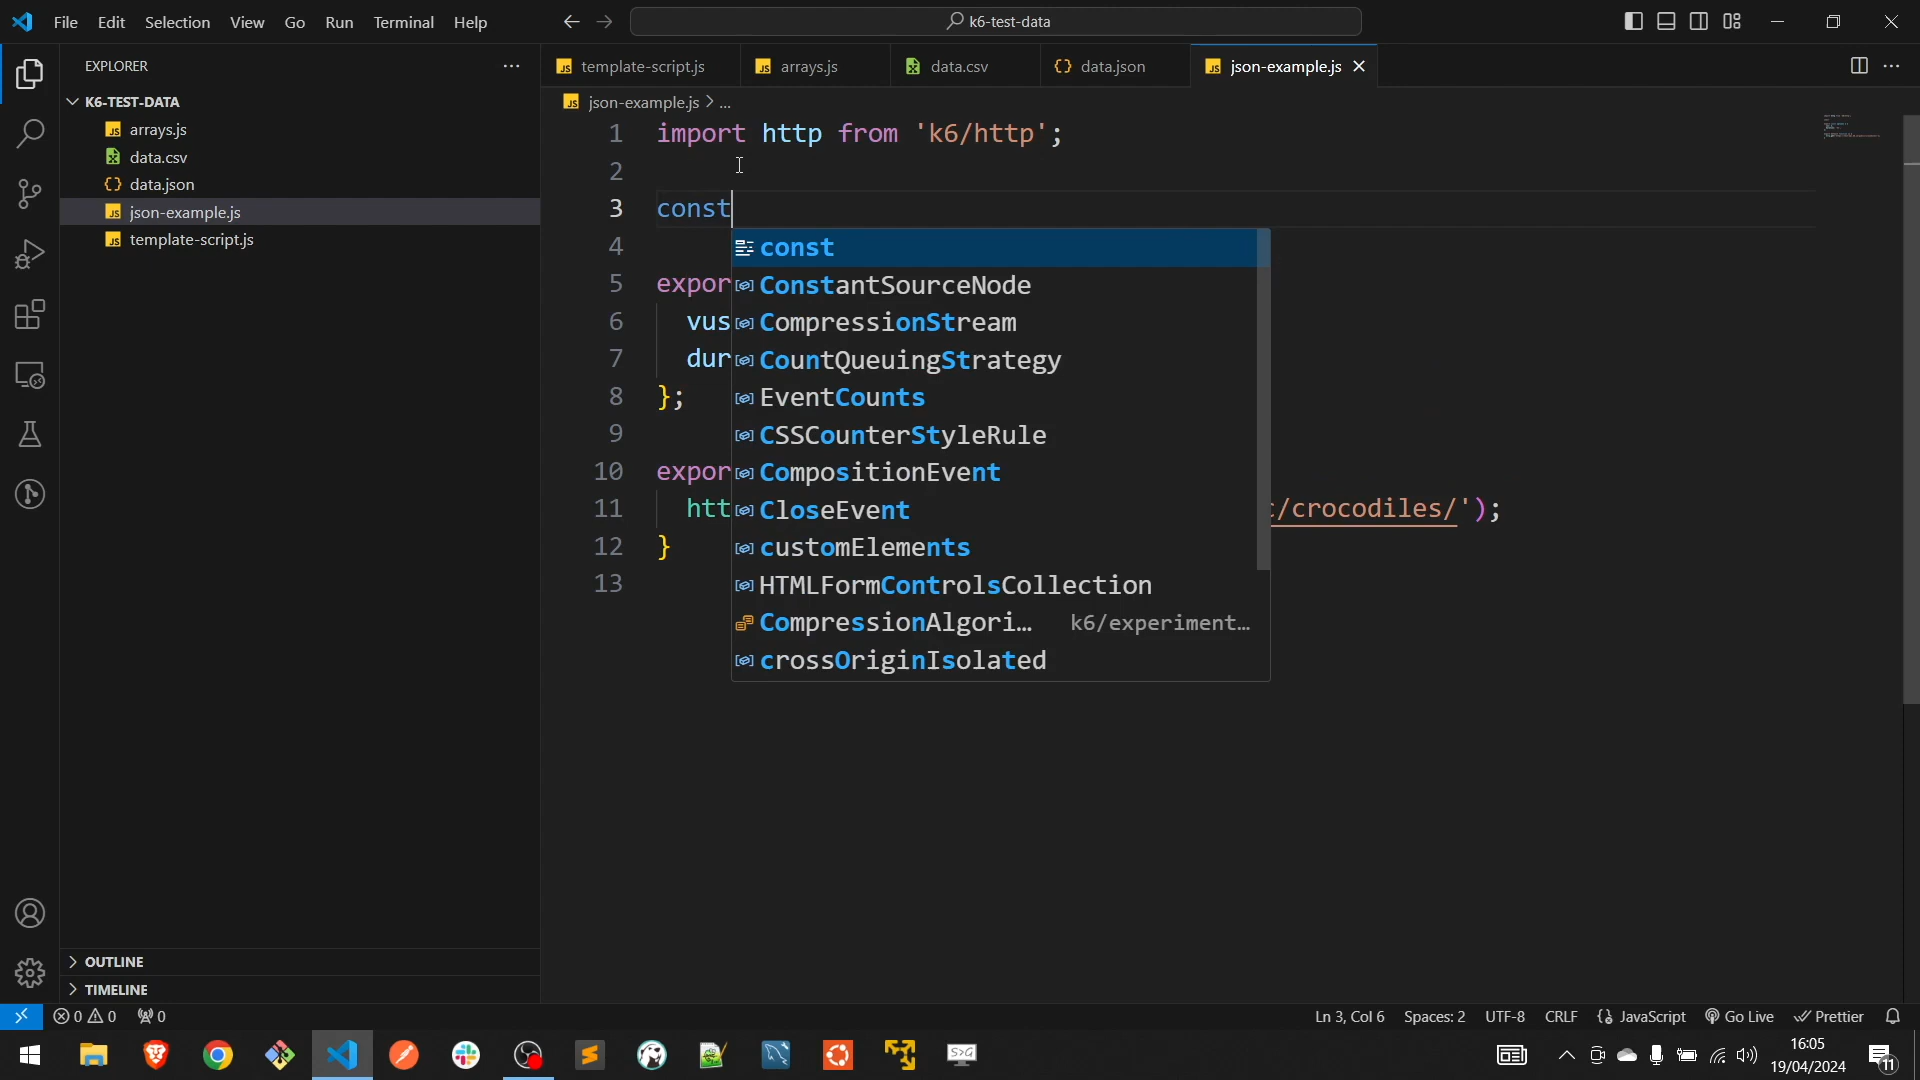 File Edit Selection View Go Run Terminal Help
k6-test-data
EXPLORER
K6-TEST-DATA
arrays.js
data.csv
data.json
json-example.js
template-script.js
OUTLINE
TIMELINE
template-script.js
arrays.js
data.csv
data.json
json-example.js
json-example.js > ...
1 import http from 'k6/http';
2
3 const
4
5 expor
6 vus
7 dur
8 };
9
10 expor
11 htt c/crocodiles/');
12 }
13
const
ConstantSourceNode
CompressionStream
CountQueuingStrategy
EventCounts
CSSCounterStyleRule
CompositionEvent
CloseEvent
customElements
HTMLFormControlsCollection
CompressionAlgori... k6/experiment...
crossOriginIsolated
0 0 0
Ln 3, Col 6 Spaces: 2 UTF-8 CRLF JavaScript Go Live Prettier
16:05
19/04/2024
11